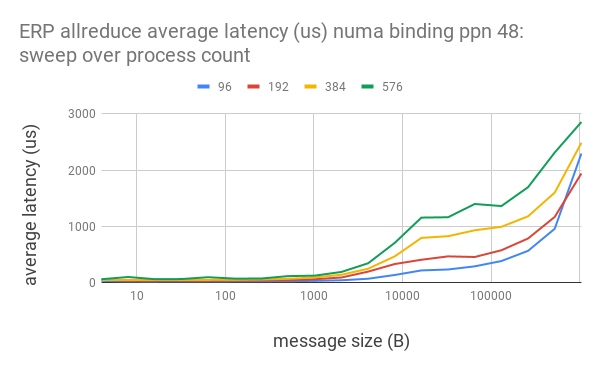 ERP allreduce average latency (us) numa binding ppn 48:
sweep over process count
96 192 384 576
average latency (us)
3000
2000
1000
0
10 100 1000 10000 100000
message size (B)